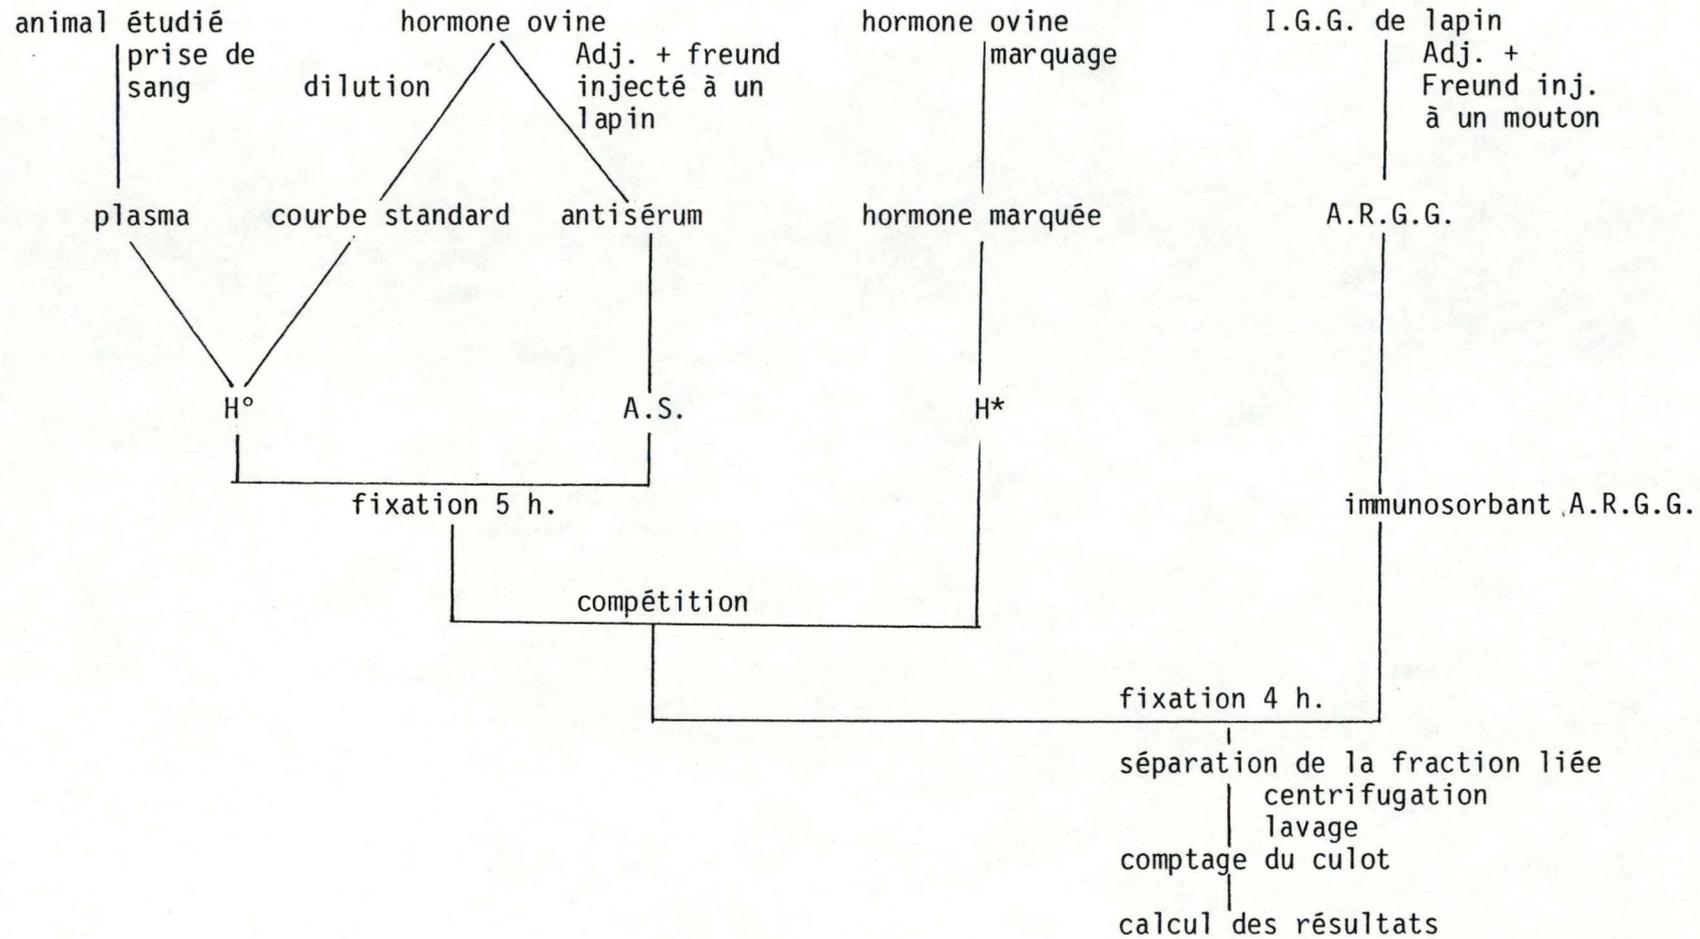 animal étudié
prise de
sang
hormone ovine
dilution
Adj. + freund
injecté à un
lapin
hormone ovine
marquage
I.G.G. de lapin
Adj. +
Freund inj.
à un mouton
plasma
courbe standard
antisérum
hormone marquée
A.R.G.G.
H°
A.S.
H*
fixation 5 h.
immunosorbant A.R.G.G.
compétition
fixation 4 h.
séparation de la fraction liée
centrifugation
lavage
comptage du culot
calcul des résultats